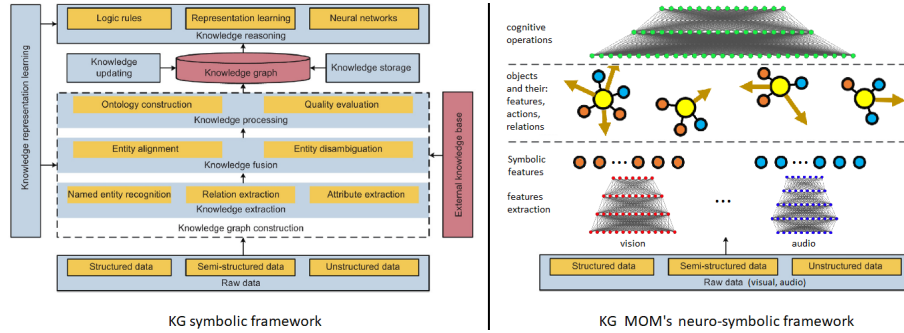 Knowledge representation learning
Logic rules
Representation learning
Neural networks
Knowledge reasoning
Knowledge
updating
Knowledge graph
Knowledge storage
Ontology construction
Quality evaluation
Knowledge processing
Entity alignment
Entity disambiguation
Knowledge fusion
Named entity recognition
Relation extraction
Attribute extraction
Knowledge extraction
Knowledge graph construction
External knowledge base
Structured data
Semi-structured data
Unstructured data
Raw data
KG symbolic framework
cognitive
operations
objects
and their:
features,
actions,
relations
Symbolic
features
features
extraction
...
...
...
vision
audio
Structured data
Semi-structured data
Unstructured data
Raw data (visual, audio)
KG MOM's neuro-symbolic framework